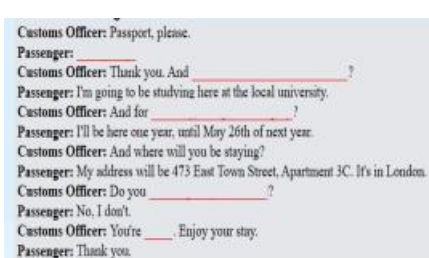 Customs Officer: Passport, please.
Passenger: ________
Customs Officer: Thank you. And ____________________?
Passenger: I'm going to be studying here at the local university.
Customs Officer: And for __________________?
Passenger: I'll be here one year, until May 26th of next year.
Customs Officer: And where will you be staying?
Passenger: My address will be 473 East Town Street, Apartment 3C. It's in London.
Customs Officer: Do you _______________?
Passenger: No, I don't.
Customs Officer: You're ____. Enjoy your stay.
Passenger: Thank you.